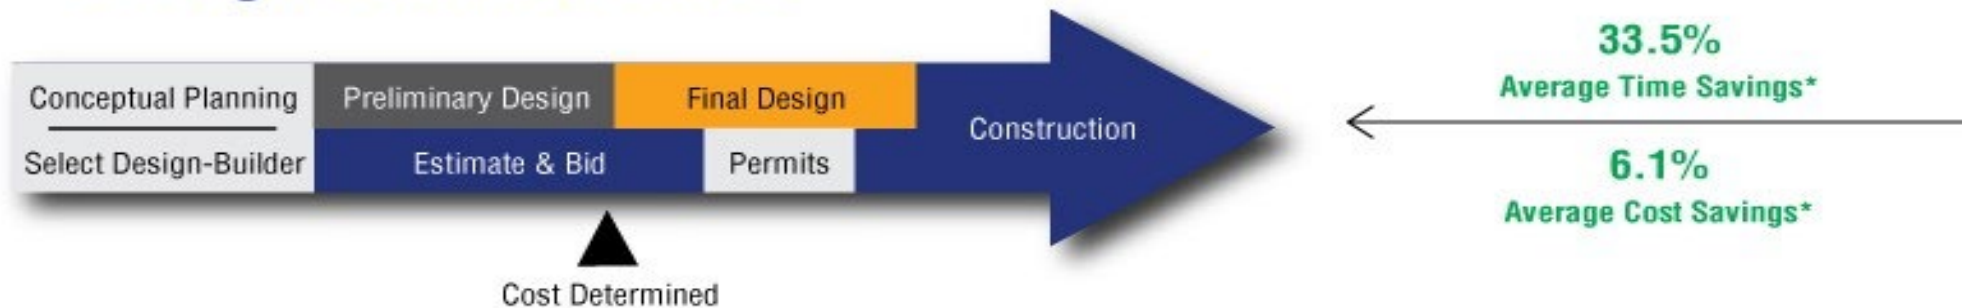 Conceptual Planning
Select Design-Builder
Preliminary Design
Final Design
Estimate & Bid
Permits
Construction
Cost Determined
33.5%
Average Time Savings*
6.1%
Average Cost Savings*